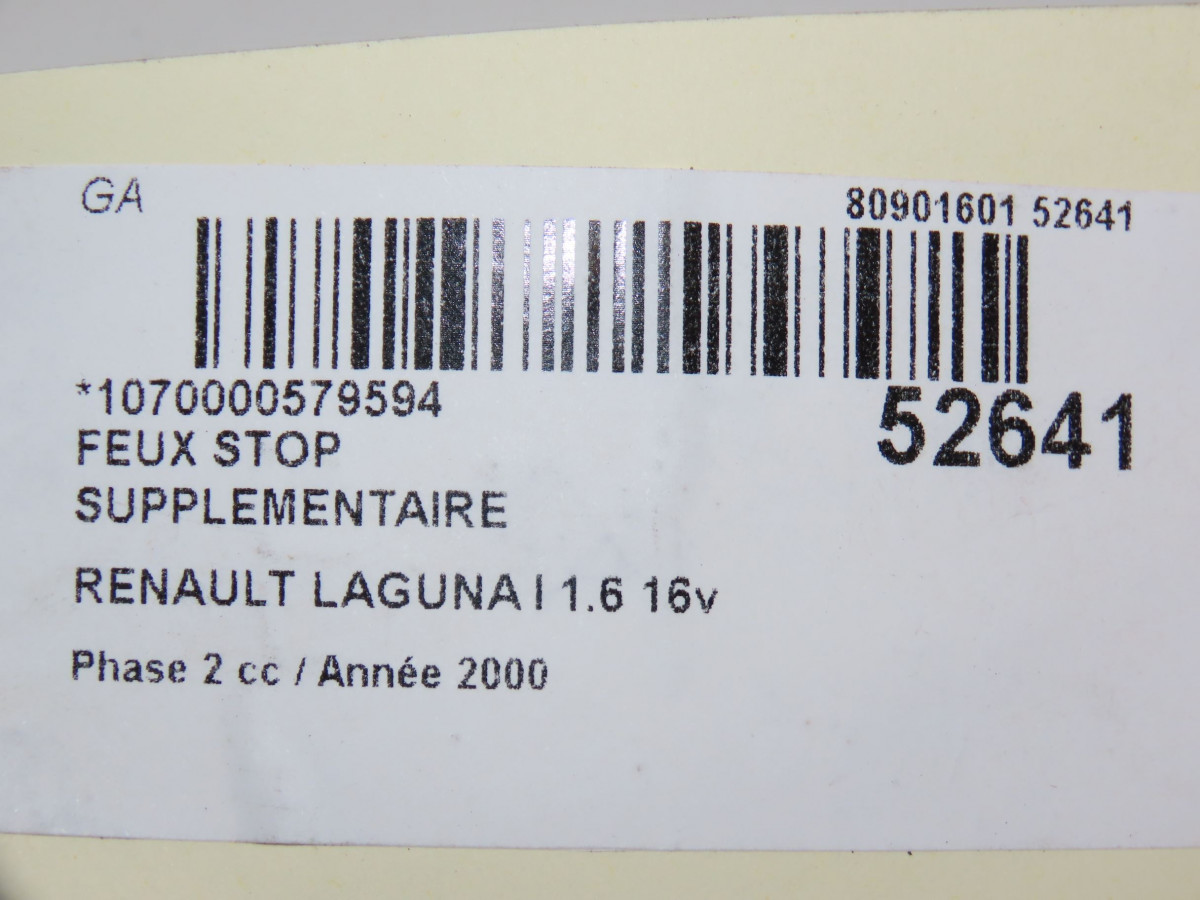 GA
80901601 52641
*1070000579594
52641
FEUX STOP
SUPPLEMENTAIRE
RENAULT LAGUNA I 1.6 16v
Phase 2 cc / Année 2000